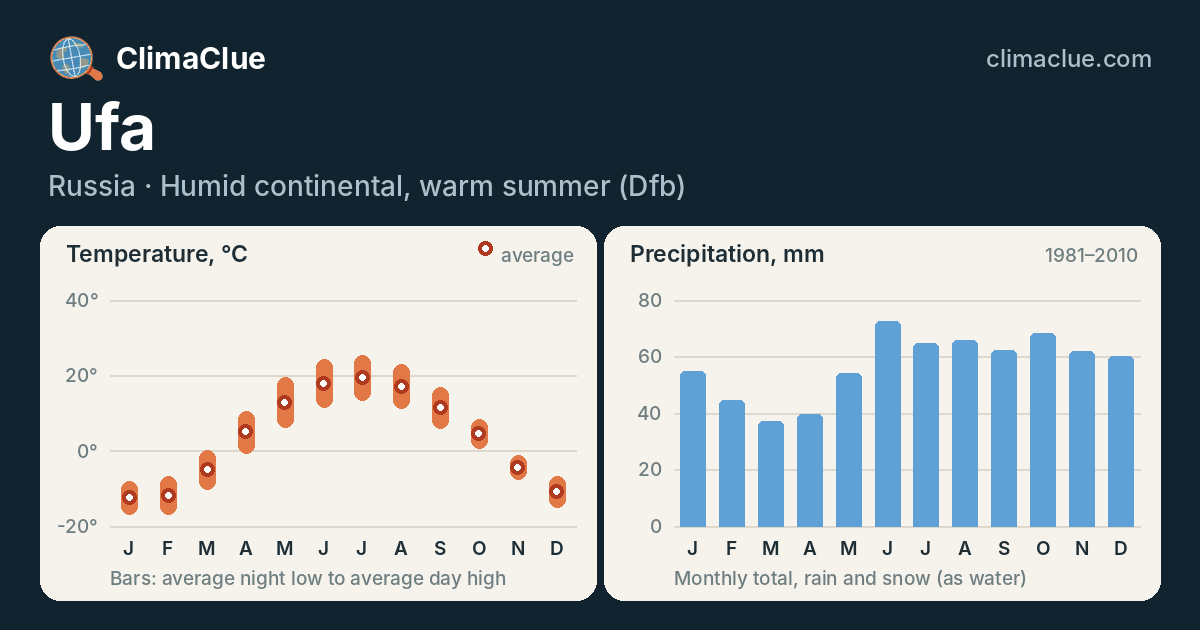 ClimaClue
climaclue.com
Ufa
Russia · Humid continental, warm summer (Dfb)
Temperature, °C
average
40°
20°
0°
-20°
J F M A M J J A S O N D
Bars: average night low to average day high
Precipitation, mm
1981–2010
80
60
40
20
0
J F M A M J J A S O N D
Monthly total, rain and snow (as water)